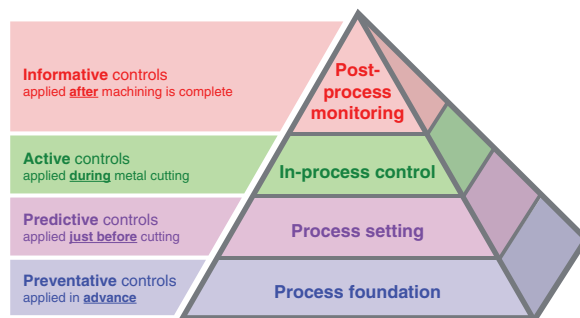 Informative controls
applied after machining is complete
Post-
process
monitoring
Active controls
applied during metal cutting
In-process control
Predictive controls
applied just before cutting
Process setting
Preventative controls
applied in advance
Process foundation